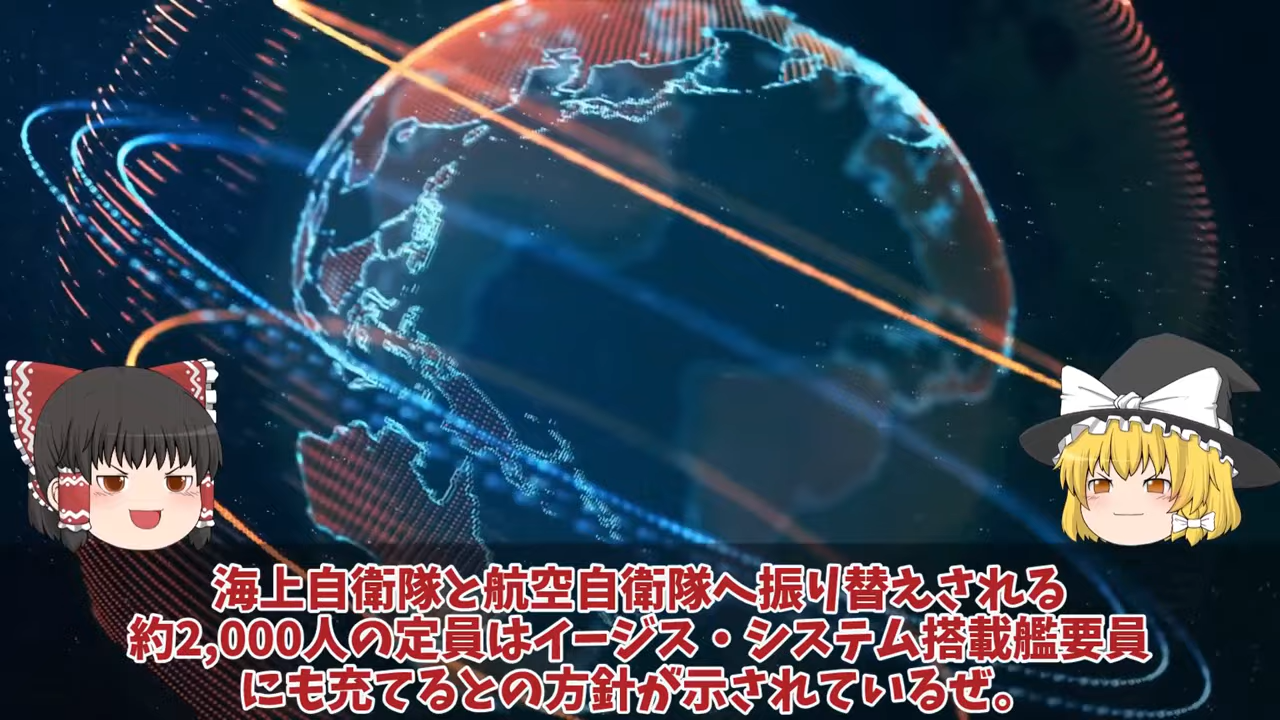 海上自衛隊と航空自衛隊へ振り替えされる
約2,000人の定員はイージス・システム搭載艦要員
にも充てるとの方針が示されているぜ。